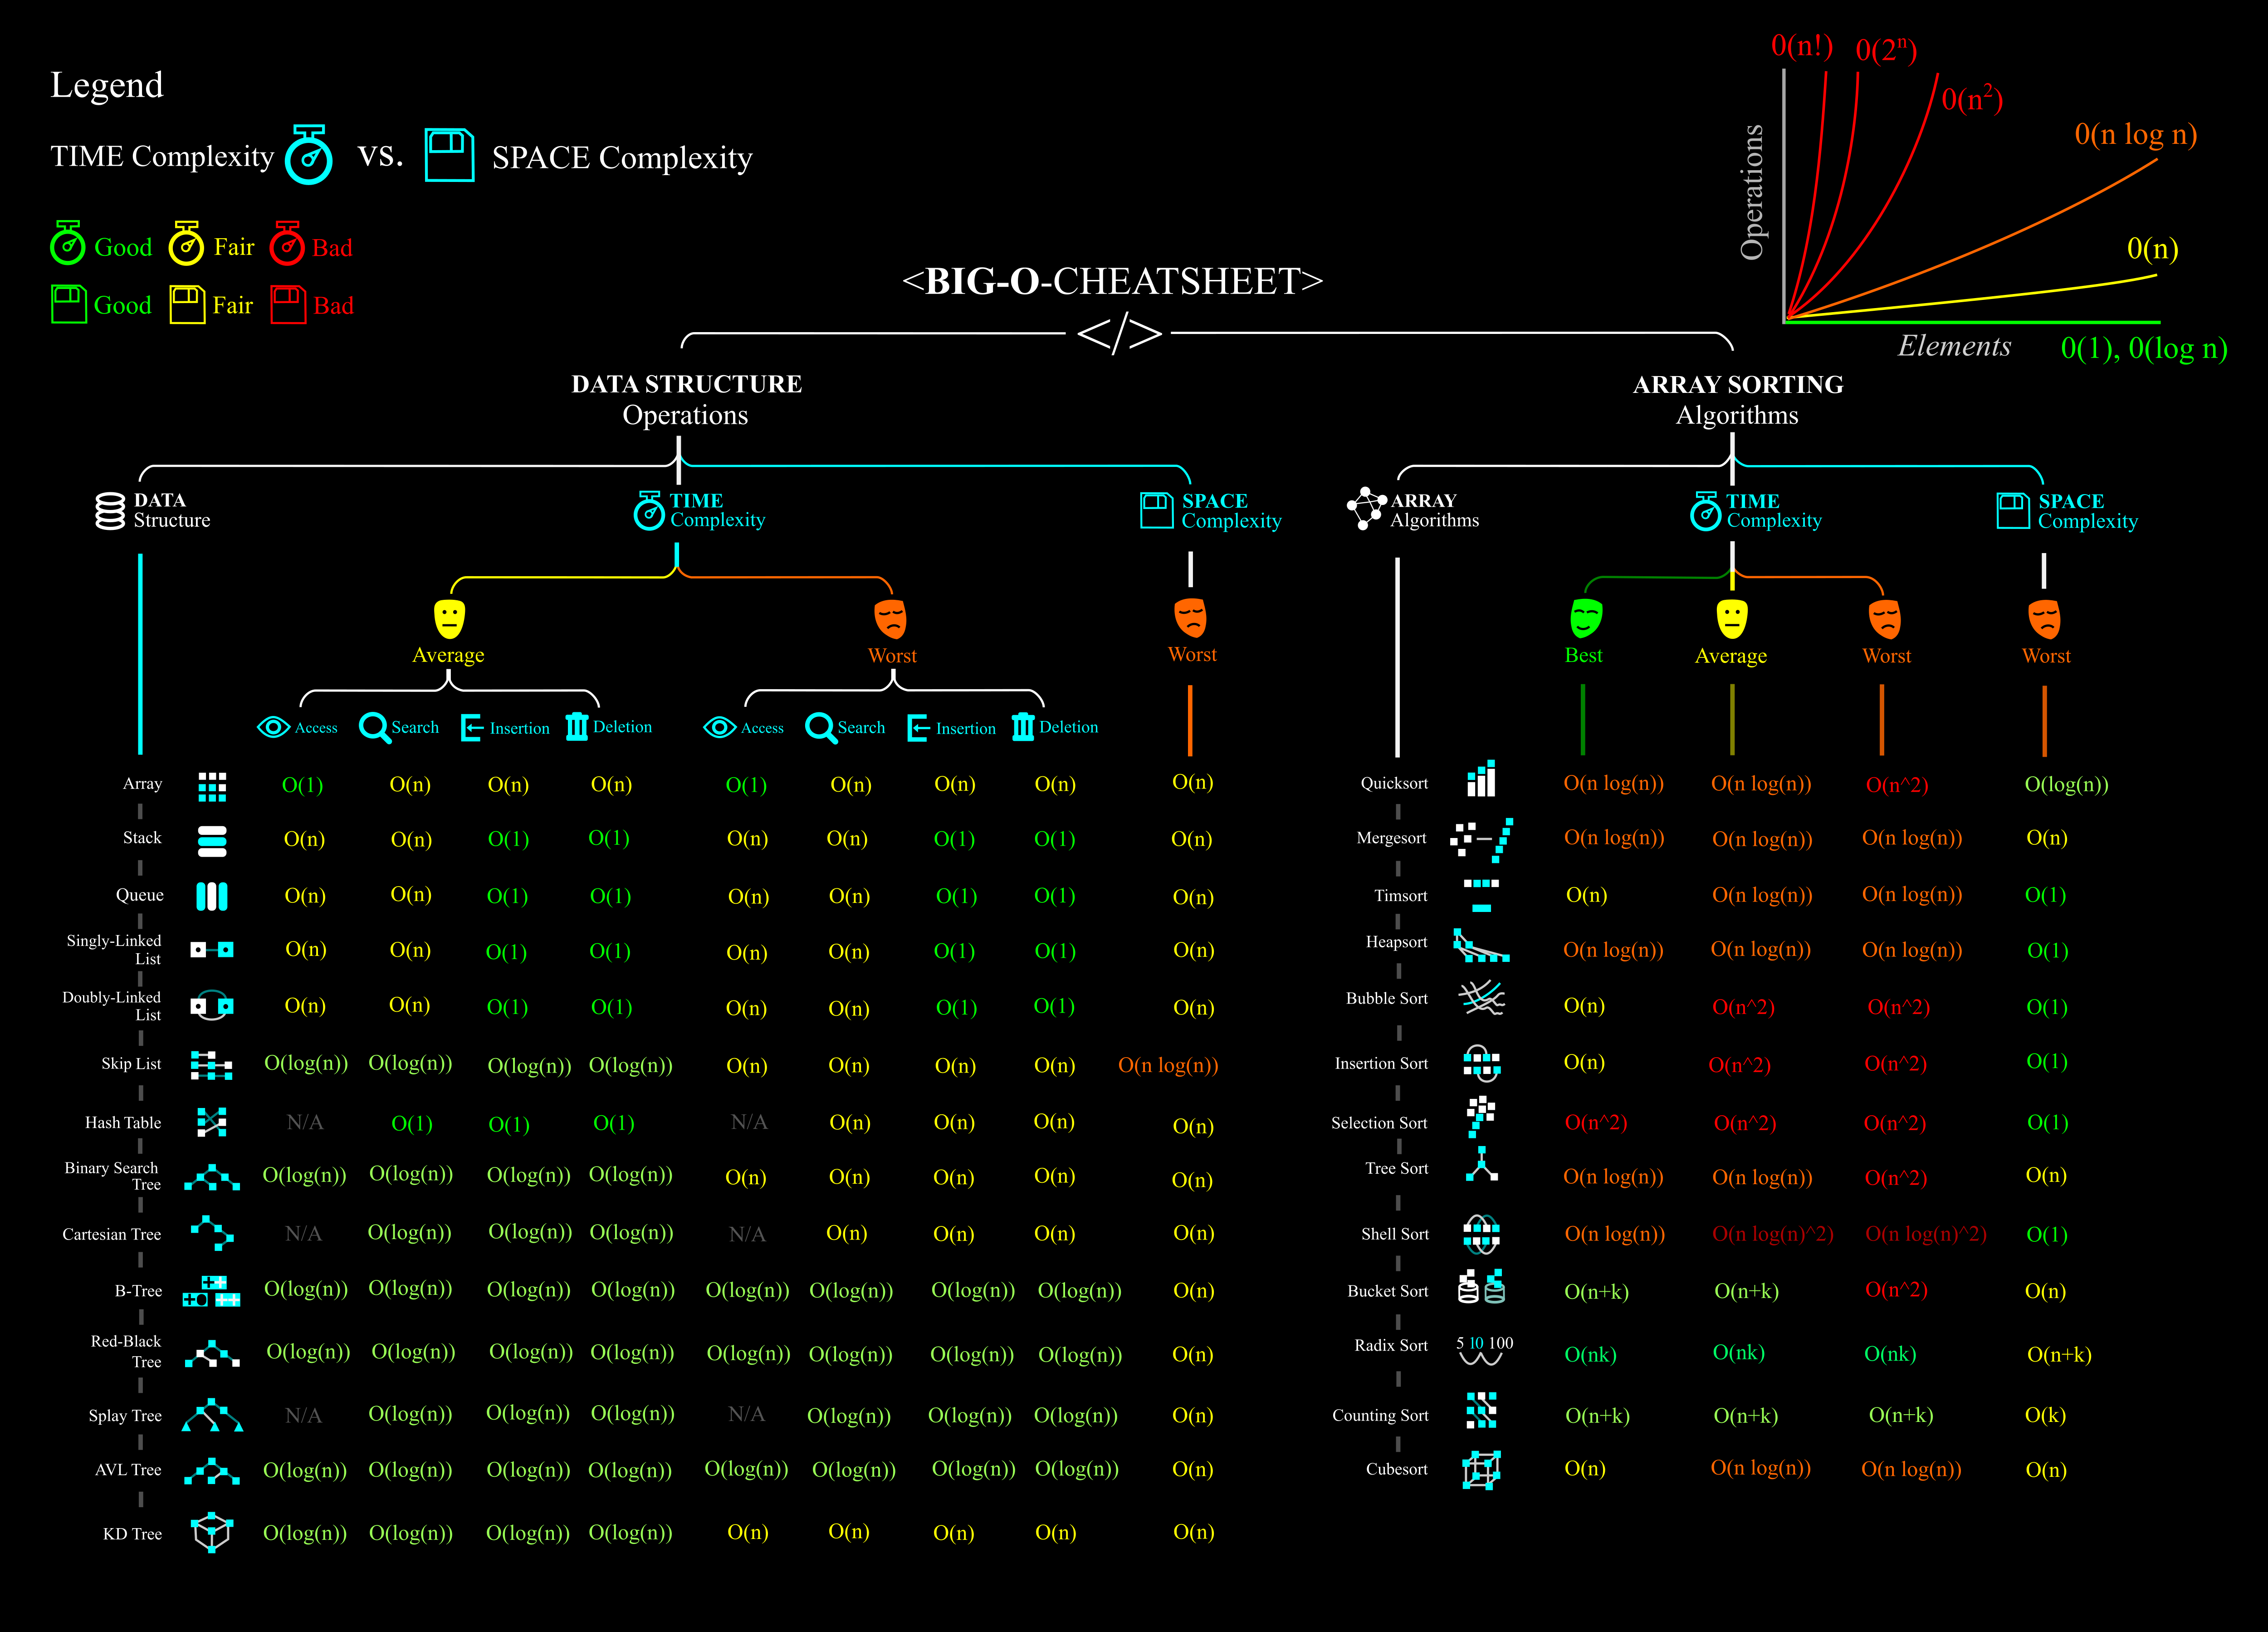 Legend
TIME Complexity vs. SPACE Complexity
Good Fair Bad
Good Fair Bad
0(n!) 0(2ⁿ)
0(n²)
0(n log n)
0(n)
Operations
Elements 0(1), 0(log n)
<BIG-O-CHEATSHEET>
</>
DATA STRUCTURE
Operations
ARRAY SORTING
Algorithms
DATA
Structure
TIME
Complexity
SPACE
Complexity
ARRAY
Algorithms
TIME
Complexity
SPACE
Complexity
Average Worst Worst
Best Average Worst Worst
Access Search Insertion Deletion Access Search Insertion Deletion
Array O(1) O(n) O(n) O(n) O(1) O(n) O(n) O(n) O(n)
Stack O(n) O(n) O(1) O(1) O(n) O(n) O(1) O(1) O(n)
Queue O(n) O(n) O(1) O(1) O(n) O(n) O(1) O(1) O(n)
Singly-Linked
List O(n) O(n) O(1) O(1) O(n) O(n) O(1) O(1) O(n)
Doubly-Linked
List O(n) O(n) O(1) O(1) O(n) O(n) O(1) O(1) O(n)
Skip List O(log(n)) O(log(n)) O(log(n)) O(log(n)) O(n) O(n) O(n) O(n) O(n log(n))
Hash Table N/A O(1) O(1) O(1) N/A O(n) O(n) O(n) O(n)
Binary Search
Tree O(log(n)) O(log(n)) O(log(n)) O(log(n)) O(n) O(n) O(n) O(n) O(n)
Cartesian Tree N/A O(log(n)) O(log(n)) O(log(n)) N/A O(n) O(n) O(n) O(n)
B-Tree O(log(n)) O(log(n)) O(log(n)) O(log(n)) O(log(n)) O(log(n)) O(log(n)) O(log(n)) O(n)
Red-Black
Tree O(log(n)) O(log(n)) O(log(n)) O(log(n)) O(log(n)) O(log(n)) O(log(n)) O(log(n)) O(n)
Splay Tree N/A O(log(n)) O(log(n)) O(log(n)) N/A O(log(n)) O(log(n)) O(log(n)) O(n)
AVL Tree O(log(n)) O(log(n)) O(log(n)) O(log(n)) O(log(n)) O(log(n)) O(log(n)) O(log(n)) O(n)
KD Tree O(log(n)) O(log(n)) O(log(n)) O(log(n)) O(n) O(n) O(n) O(n) O(n)
Quicksort O(n log(n)) O(n log(n)) O(n^2) O(log(n))
Mergesort O(n log(n)) O(n log(n)) O(n log(n)) O(n)
Timsort O(n) O(n log(n)) O(n log(n)) O(1)
Heapsort O(n log(n)) O(n log(n)) O(n log(n)) O(1)
Bubble Sort O(n) O(n^2) O(n^2) O(1)
Insertion Sort O(n) O(n^2) O(n^2) O(1)
Selection Sort O(n^2) O(n^2) O(n^2) O(1)
Tree Sort O(n log(n)) O(n log(n)) O(n^2) O(n)
Shell Sort O(n log(n)) O(n log(n)^2) O(n log(n)^2) O(1)
Bucket Sort O(n+k) O(n+k) O(n^2) O(n)
Radix Sort 5 10 100 O(nk) O(nk) O(nk) O(n+k)
Counting Sort O(n+k) O(n+k) O(n+k) O(k)
Cubesort O(n) O(n log(n)) O(n log(n)) O(n)